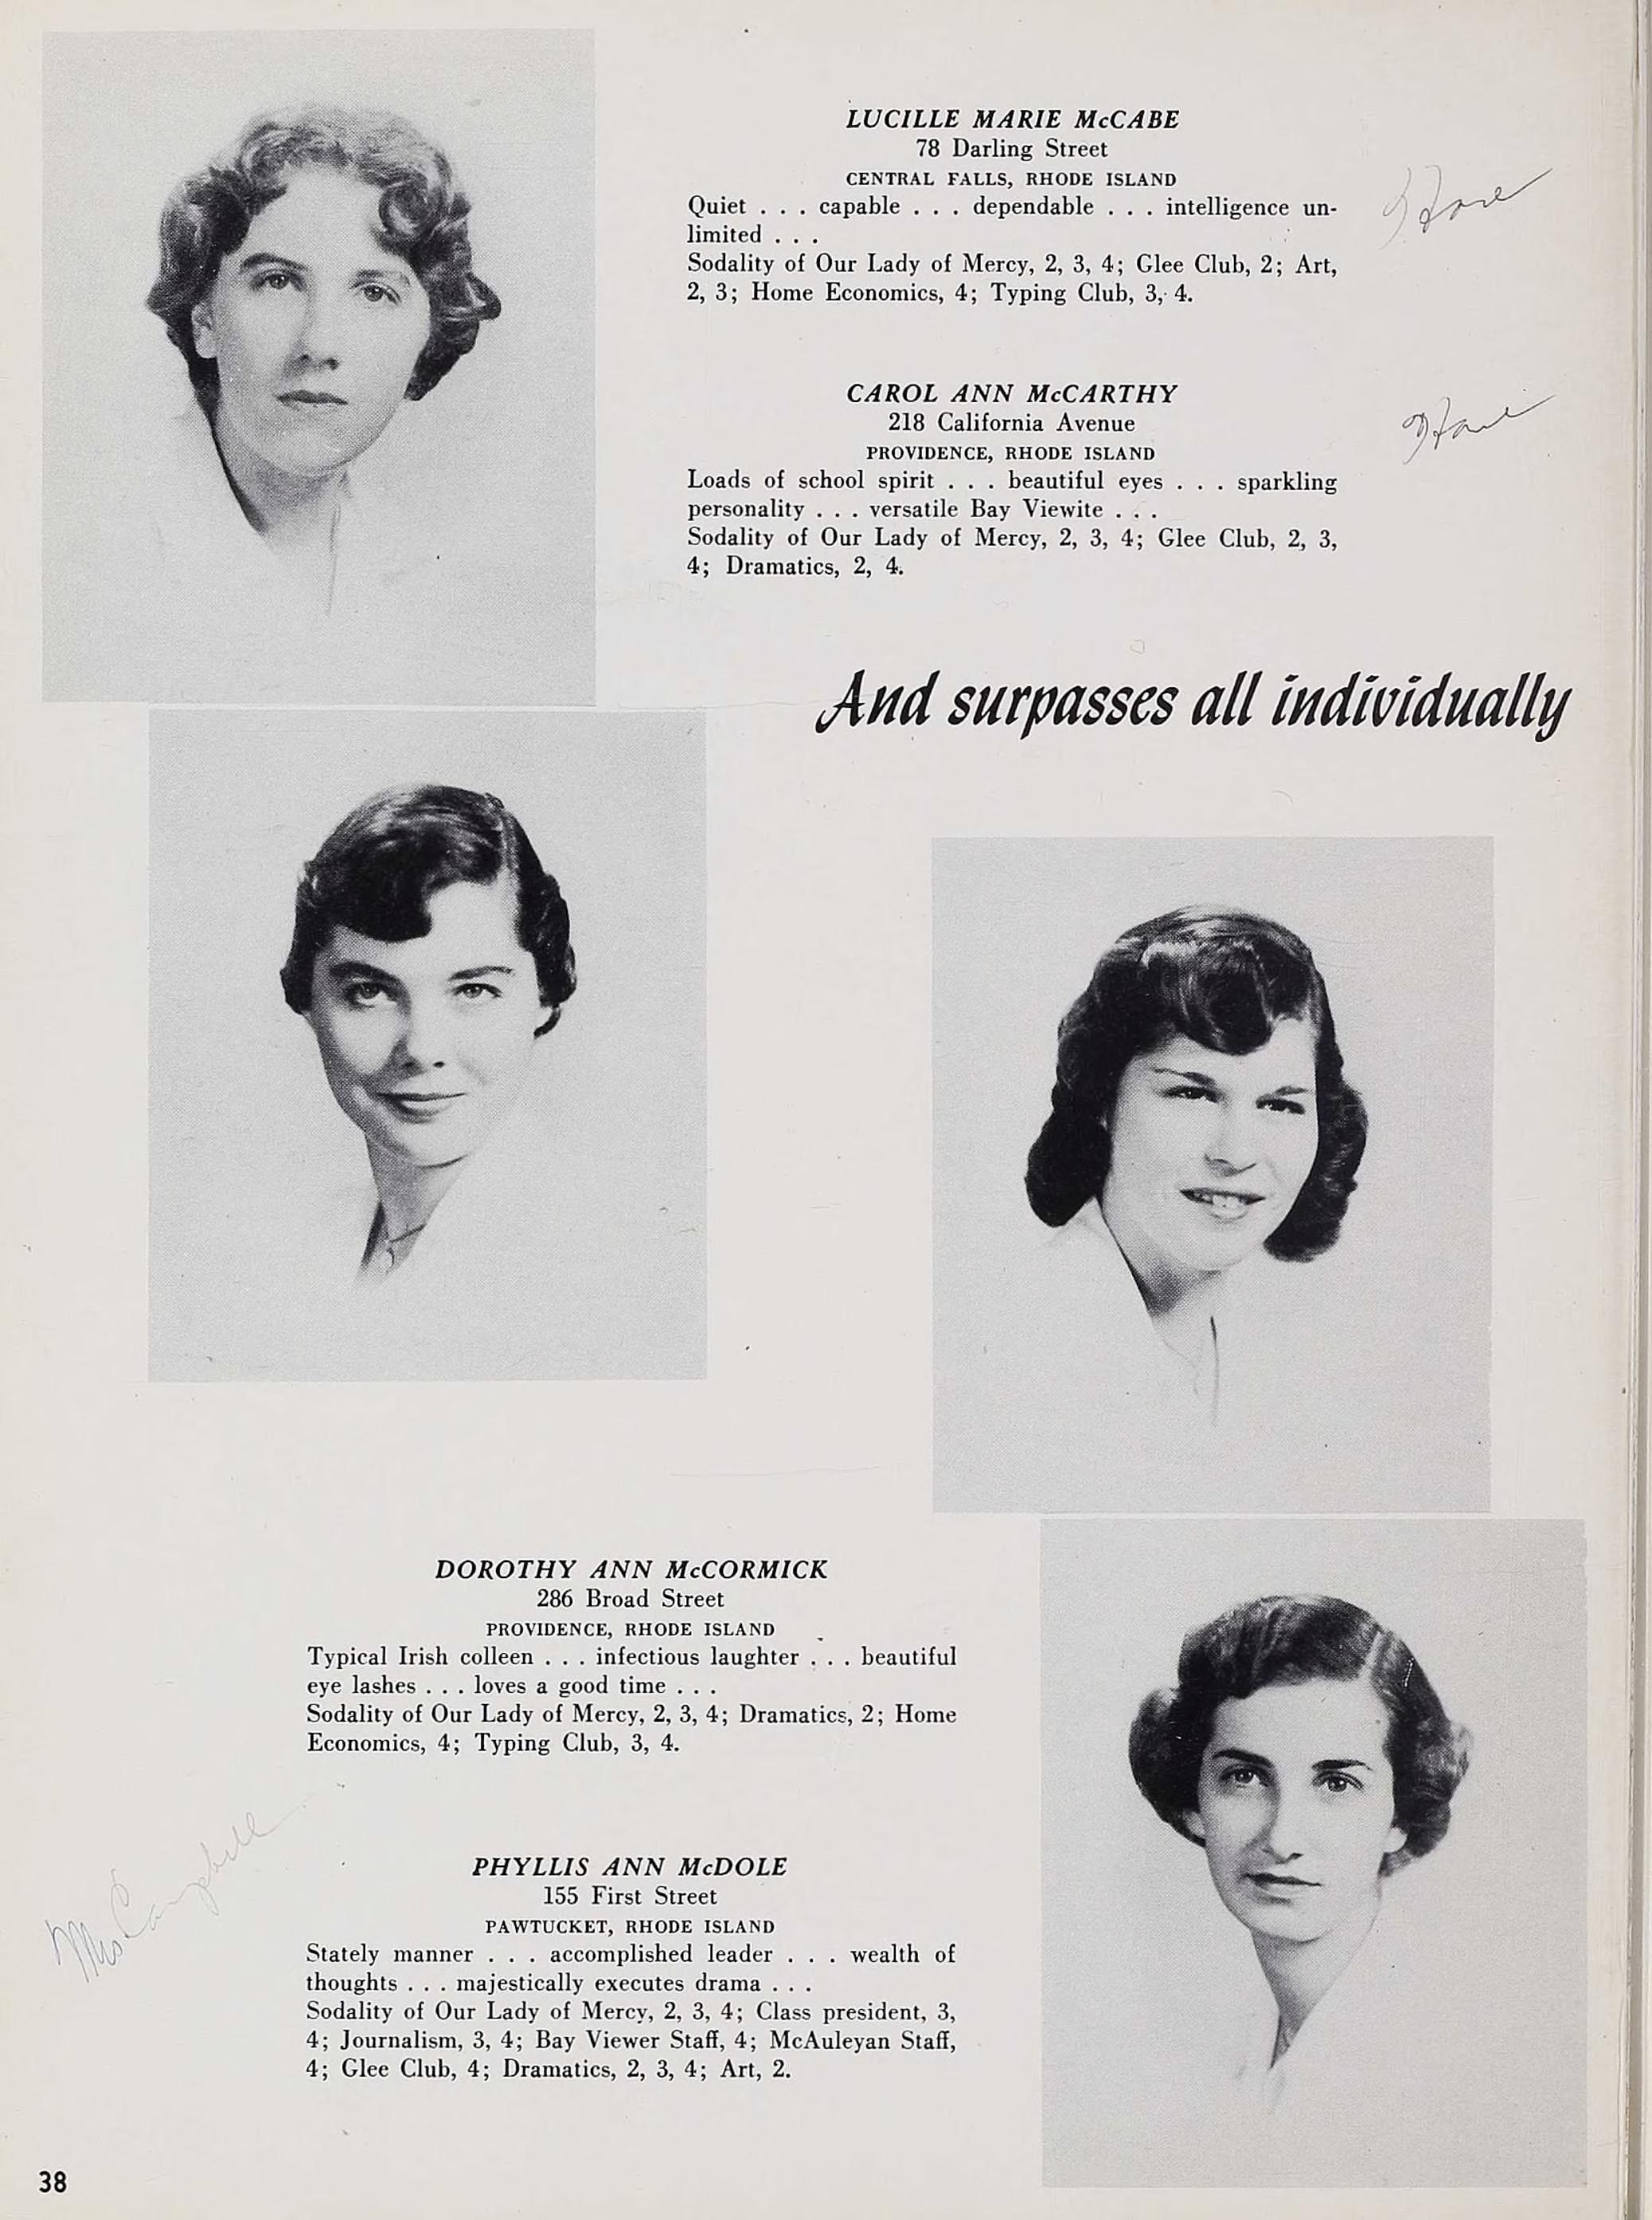 LUCILLE MARIE McCABE
78 Darling Street
CENTRAL FALLS, RHODE ISLAND
Quiet . . . capable . . . dependable . . . intelligence un-
limited . . .
Sodality of Our Lady of Mercy, 2, 3, 4; Glee Club, 2; Art,
2, 3; Home Economics, 4; Typing Club, 3, 4.
CAROL ANN McCARTHY
218 California Avenue
PROVIDENCE, RHODE ISLAND
Loads of school spirit . . . beautiful eyes . . . sparkling
personality . . . versatile Bay Viewite . . .
Sodality of Our Lady of Mercy, 2, 3, 4; Glee Club, 2, 3,
4; Dramatics, 2, 4.
And surpasses all individually
DOROTHY ANN McCORMICK
286 Broad Street
PROVIDENCE, RHODE ISLAND
Typical Irish colleen . . . infectious laughter . . . beautiful
eye lashes . . . loves a good time . . .
Sodality of Our Lady of Mercy, 2, 3, 4; Dramatics, 2; Home
Economics, 4; Typing Club, 3, 4.
Mrs Campbell
PHYLLIS ANN McDOLE
155 First Street
PAWTUCKET, RHODE ISLAND
Stately manner . . . accomplished leader . . . wealth of
thoughts . . . majestically executes drama . . .
Sodality of Our Lady of Mercy, 2, 3, 4; Class president, 3,
4; Journalism, 3, 4; Bay Viewer Staff, 4; McAuleyan Staff,
4; Glee Club, 4; Dramatics, 2, 3, 4; Art, 2.
38